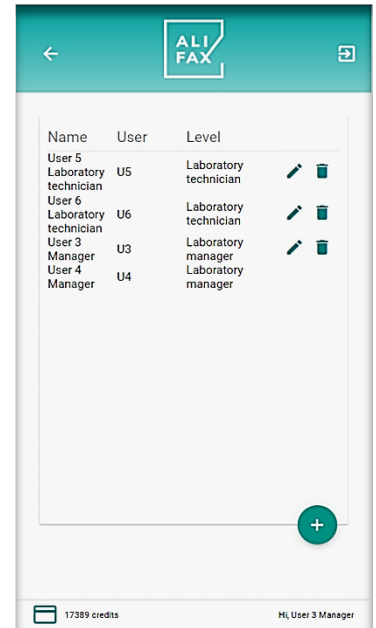 ALI
FAX
Name User Level
User 5
Laboratory
technician
U5
Laboratory
technician
User 6
Laboratory
technician
U6
Laboratory
technician
User 3
Manager
U3
Laboratory
manager
User 4
Manager
U4
Laboratory
manager
+
17389 credits
Hi, User 3 Manager